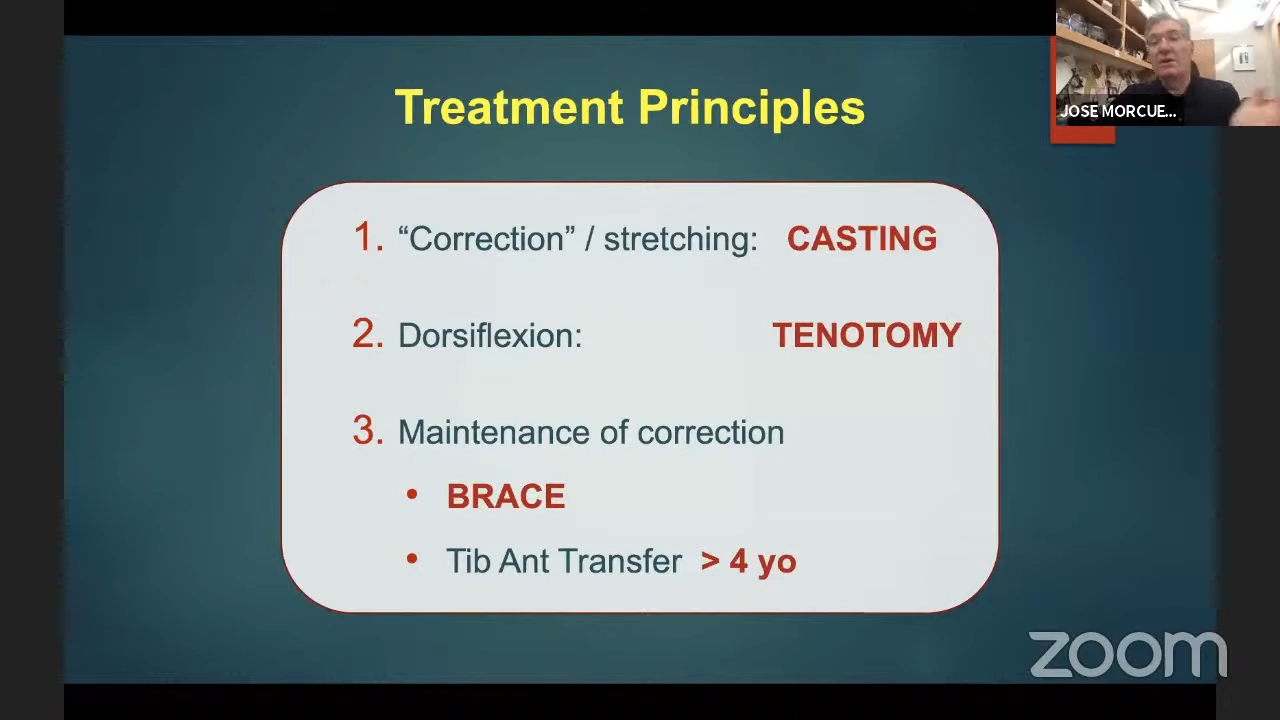 Treatment Principles
JOSE MORCUE...
1. “Correction” / stretching: CASTING
2. Dorsiflexion: TENOTOMY
3. Maintenance of correction
• BRACE
• Tib Ant Transfer > 4 yo
zoom